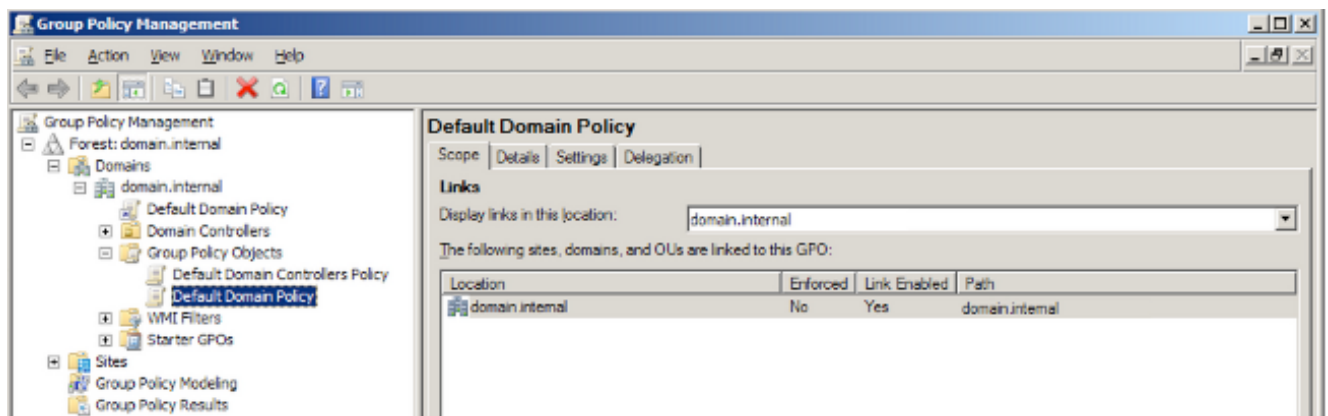 Group Policy Management
File Action View Window Help
Group Policy Management
Forest: domain.internal
Domains
domain.internal
Default Domain Policy
Domain Controllers
Group Policy Objects
Default Domain Controllers Policy
Default Domain Policy
WMI Filters
Starter GPOs
Sites
Group Policy Modeling
Group Policy Results
Default Domain Policy
Scope Details Settings Delegation
Links
Display links in this location: domain.internal
The following sites, domains, and OUs are linked to this GPO:
Location Enforced Link Enabled Path
domain.internal No Yes domain.internal